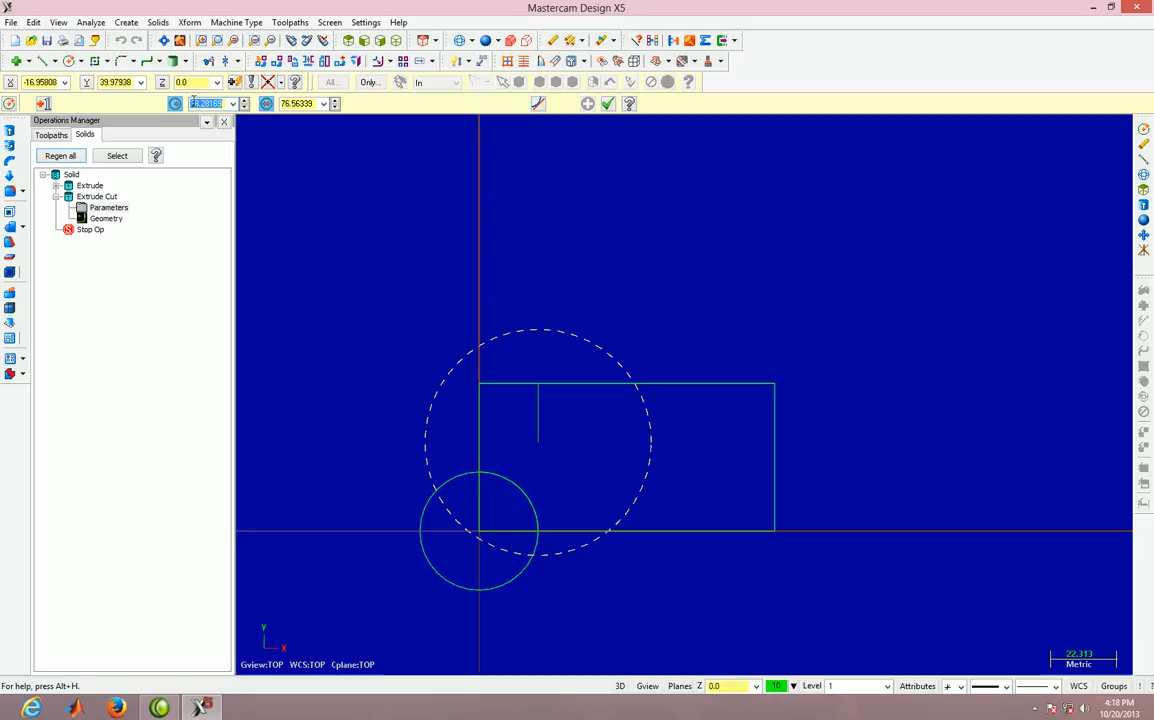 Mastercam Design X5
File Edit View Analyze Create Solids Xform Machine Type Toolpaths Screen Settings Help
X -16.95808 Y 39.97938 Z 0.0 All... Only... In
38.28169 76.56339
Operations Manager
Toolpaths Solids
Regen all Select
Solid
Extrude
Extrude Cut
Parameters
Geometry
Stop Op
Y
X
Gview:TOP WCS:TOP Cplane:TOP
22.313
Metric
For help, press Alt+H. 3D Gview Planes Z 0.0 10 Level 1 Attributes WCS Groups ! ?
4:18 PM
10/20/2013